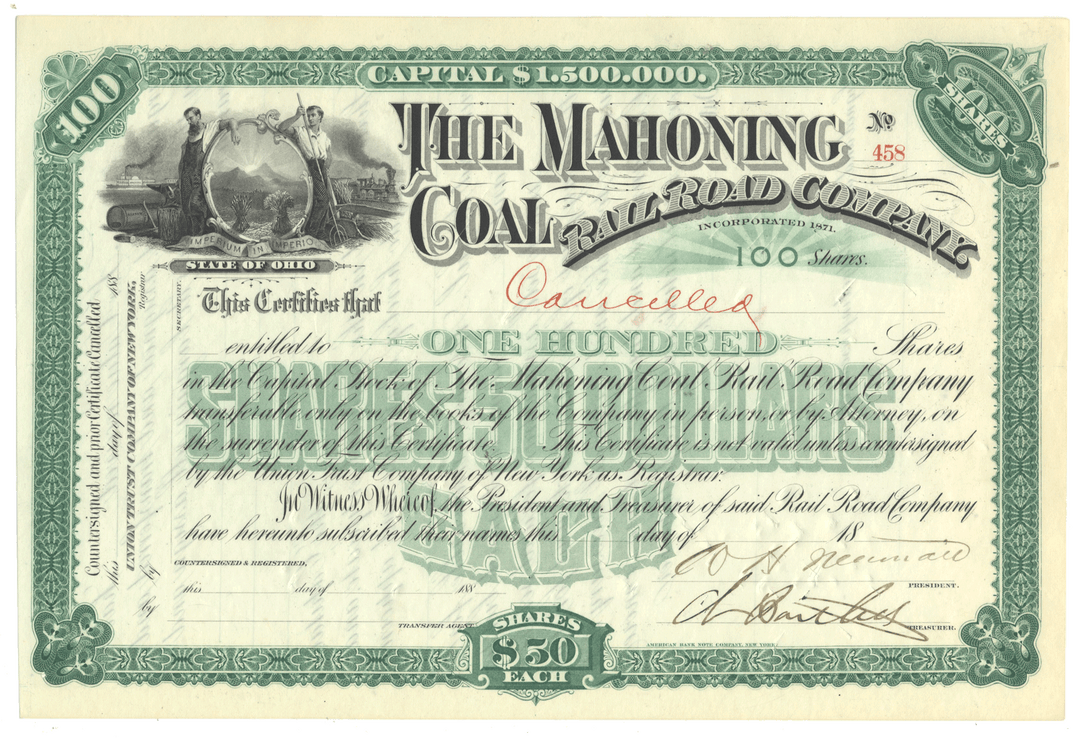 CAPITAL $1.500.000.
100
100
SHARES
THE MAHONING
COAL RAIL ROAD COMPANY
No
458
INCORPORATED 1871.
100 Shares.
IMPERIUM IN IMPERIO
STATE OF OHIO
This Certifies that
Cancelled
entitled to ONE HUNDRED Shares
in the Capital Stock of The Mahoning Coal Rail Road Company
transferable only on the books of the Company in person, or by Attorney, on
the surrender of this Certificate. This Certificate is not valid unless countersigned
by the Union Trust Company of New York as Registrar.
SHARES 50 DOLLARS
EACH
In Witness Whereof, the President and Treasurer of said Rail Road Company
have hereunto subscribed their names this day of 18
COUNTERSIGNED & REGISTERED,
this day of 188
by
TRANSFER AGENT.
PRESIDENT.
TREASURER.
SHARES
$50
EACH
AMERICAN BANK NOTE COMPANY, NEW YORK.
Countersigned and prior Certificate Cancelled
this day of 188
UNION TRUST COMPANY OF NEW YORK,
Registrar
by
SECRETARY.